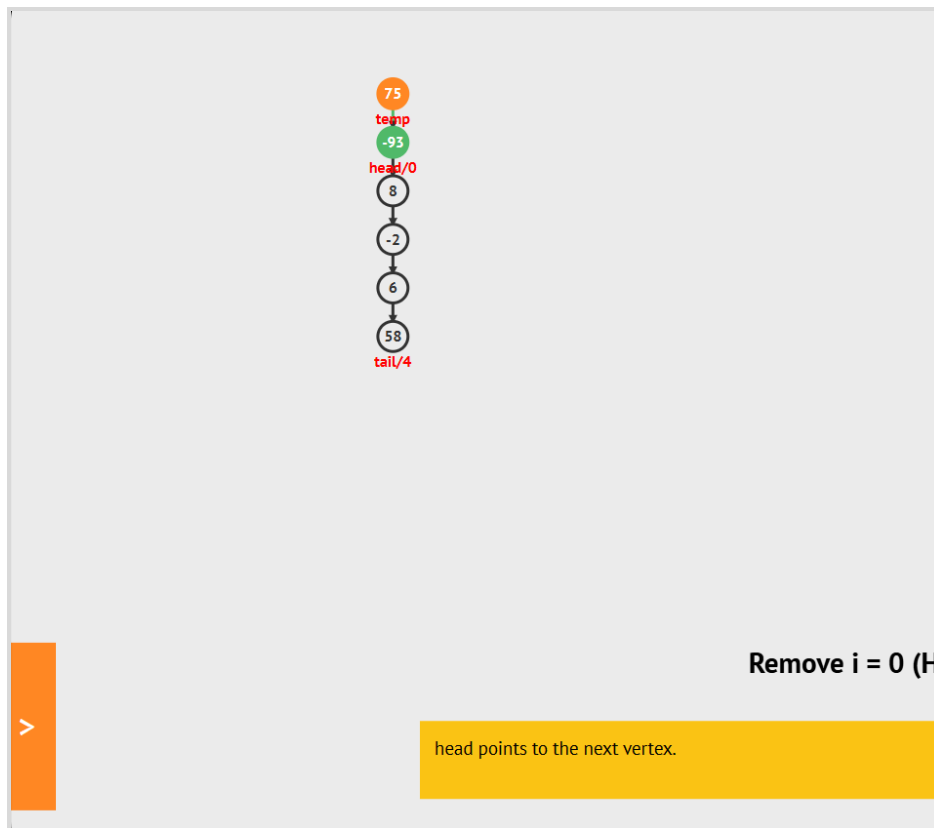 75
temp
-93
head/0
8
-2
6
58
tail/4
Remove i = 0 (H
>
head points to the next vertex.